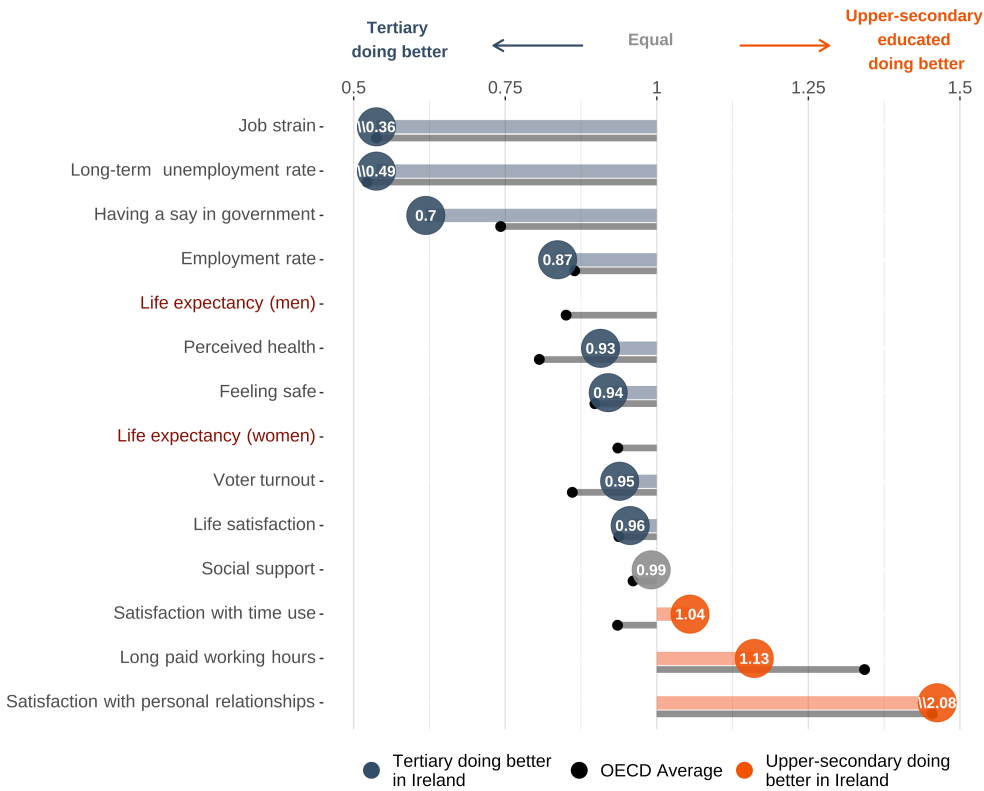 Tertiary
doing better
Equal
Upper-secondary
educated
doing better
0.5 0.75 1 1.25 1.5
Job strain
\\0.36
Long-term unemployment rate
\\0.49
Having a say in government
0.7
Employment rate
0.87
Life expectancy (men)
Perceived health
0.93
Feeling safe
0.94
Life expectancy (women)
Voter turnout
0.95
Life satisfaction
0.96
Social support
0.99
Satisfaction with time use
1.04
Long paid working hours
1.13
Satisfaction with personal relationships
\\2.08
Tertiary doing better
in Ireland
OECD Average
Upper-secondary doing
better in Ireland